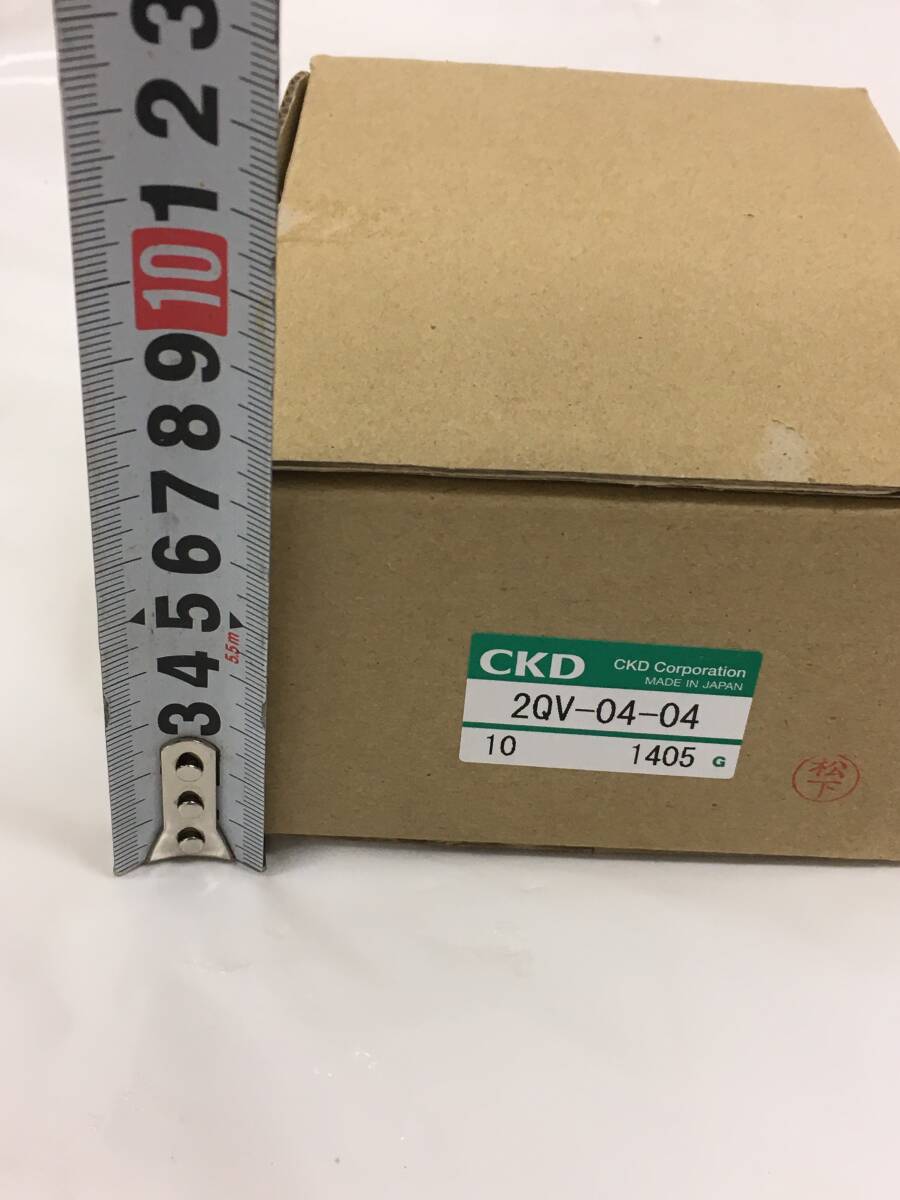 3
2
1
10
9
8
7
6
5
5.5m
4
3
CKD CKD Corporation
MADE IN JAPAN
2QV-04-04
10 1405 G
松下